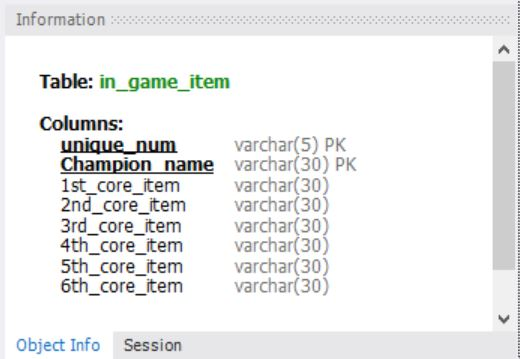 Information
Table: in_game_item
Columns:
unique_num varchar(5) PK
Champion_name varchar(30) PK
1st_core_item varchar(30)
2nd_core_item varchar(30)
3rd_core_item varchar(30)
4th_core_item varchar(30)
5th_core_item varchar(30)
6th_core_item varchar(30)
Object Info Session